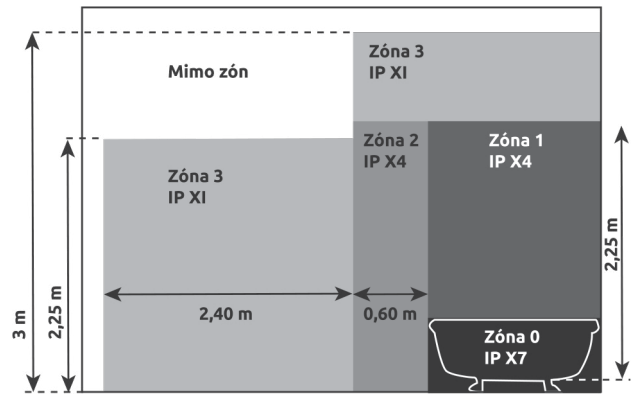 Zóna 3
IP XI
Mimo zón
Zóna 2
IP X4
Zóna 1
IP X4
Zóna 3
IP XI
2,40 m
0,60 m
3 m
2,25 m
2,25 m
Zóna 0
IP X7